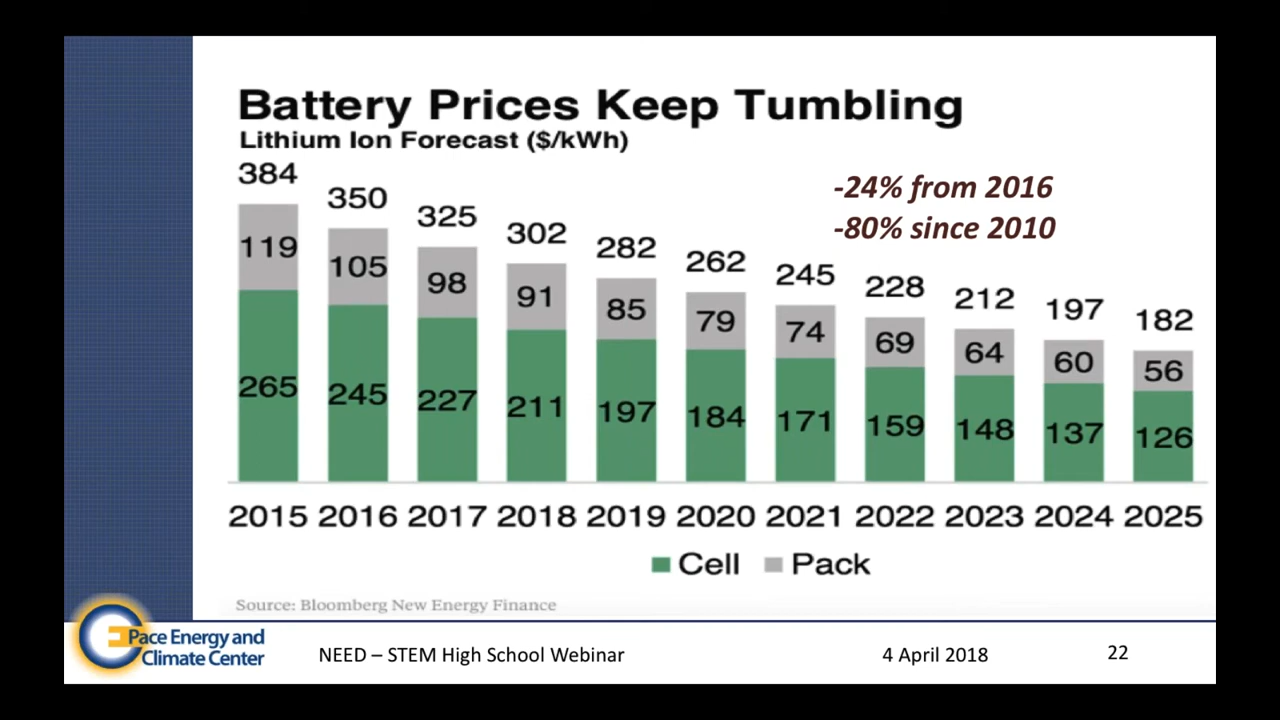 Battery Prices Keep Tumbling
Lithium Ion Forecast ($/kWh)
-24% from 2016
-80% since 2010
384 350 325 302 282 262 245 228 212 197 182
119 105 98 91 85 79 74 69 64 60 56
265 245 227 211 197 184 171 159 148 137 126
2015 2016 2017 2018 2019 2020 2021 2022 2023 2024 2025
Cell Pack
Source: Bloomberg New Energy Finance
Pace Energy and
Climate Center
NEED – STEM High School Webinar 4 April 2018 22